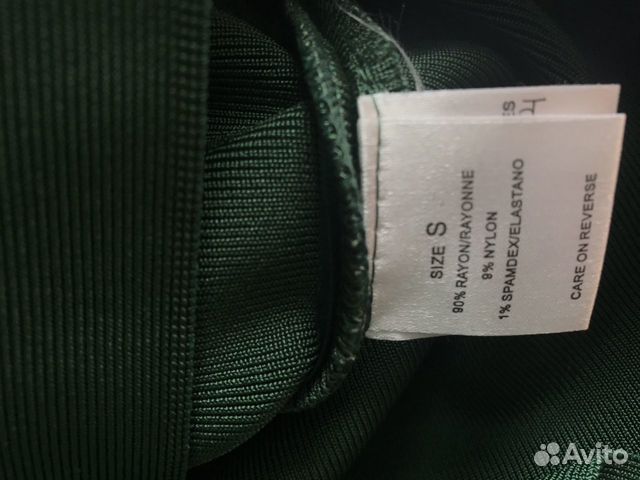 SIZE S
90% RAYON/RAYONNE
9% NYLON
1% SPAMDEX/ELASTANO
CARE ON REVERSE
Avito